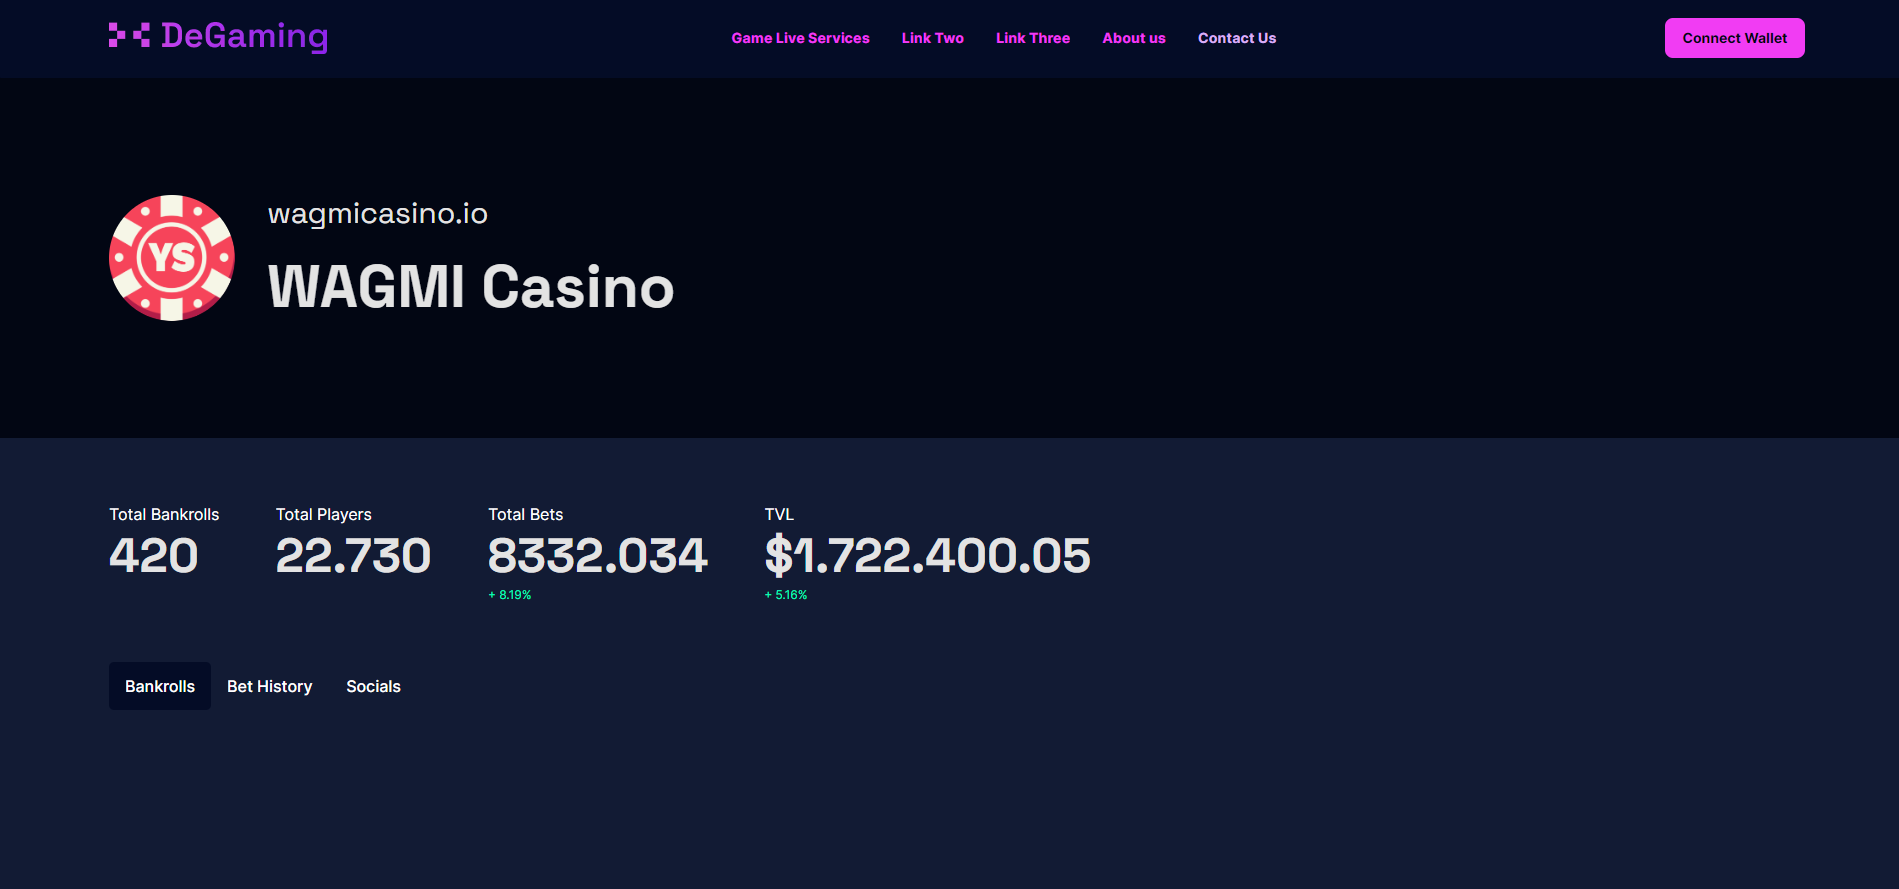 DeGaming
Game Live Services Link Two Link Three About us Contact Us
Connect Wallet
YS
wagmicasino.io
WAGMI Casino
Total Bankrolls Total Players Total Bets TVL
420 22.730 8332.034 $1.722.400.05
+ 8.19% + 5.16%
Bankrolls Bet History Socials